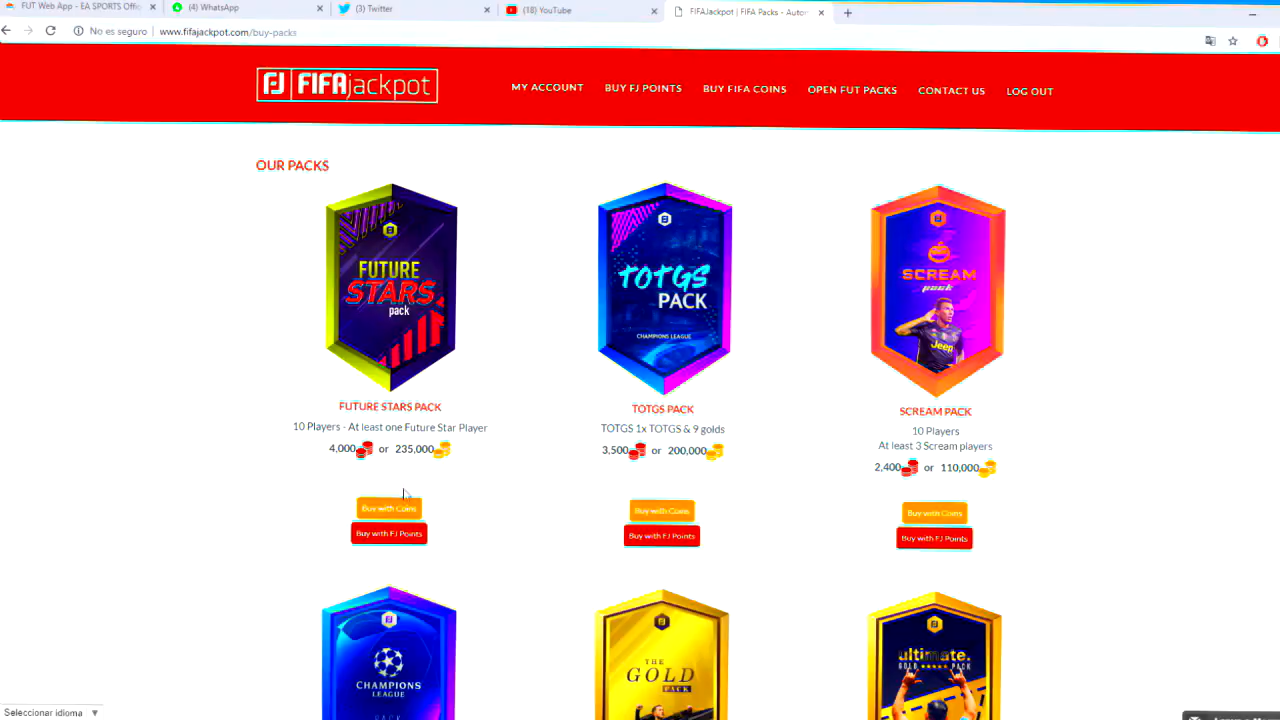 FUT Web App - EA SPORTS Offici
(4) WhatsApp
(3) Twitter
(18) YouTube
FIFAJackpot | FIFA Packs - Autom
No es seguro
www.fifajackpot.com/buy-packs
FJ FIFAjackpot
MY ACCOUNT
BUY FJ POINTS
BUY FIFA COINS
OPEN FUT PACKS
CONTACT US
LOG OUT
OUR PACKS
FUTURE
STARS
pack
TOTGS
PACK
CHAMPIONS LEAGUE
SCREAM
pack
Jeep
FUTURE STARS PACK
10 Players - At least one Future Star Player
4,000 or 235,000
Buy with Coins
Buy with FJ Points
TOTGS PACK
TOTGS 1x TOTGS & 9 golds
3,500 or 200,000
Buy with Coins
Buy with FJ Points
SCREAM PACK
10 Players
At least 3 Scream players
2,400 or 110,000
Buy with Coins
Buy with FJ Points
CHAMPIONS
LEAGUE
PACK
THE
GOLD
PACK
ultimate.
GOLD ★★★★★ PACK
Seleccionar idioma